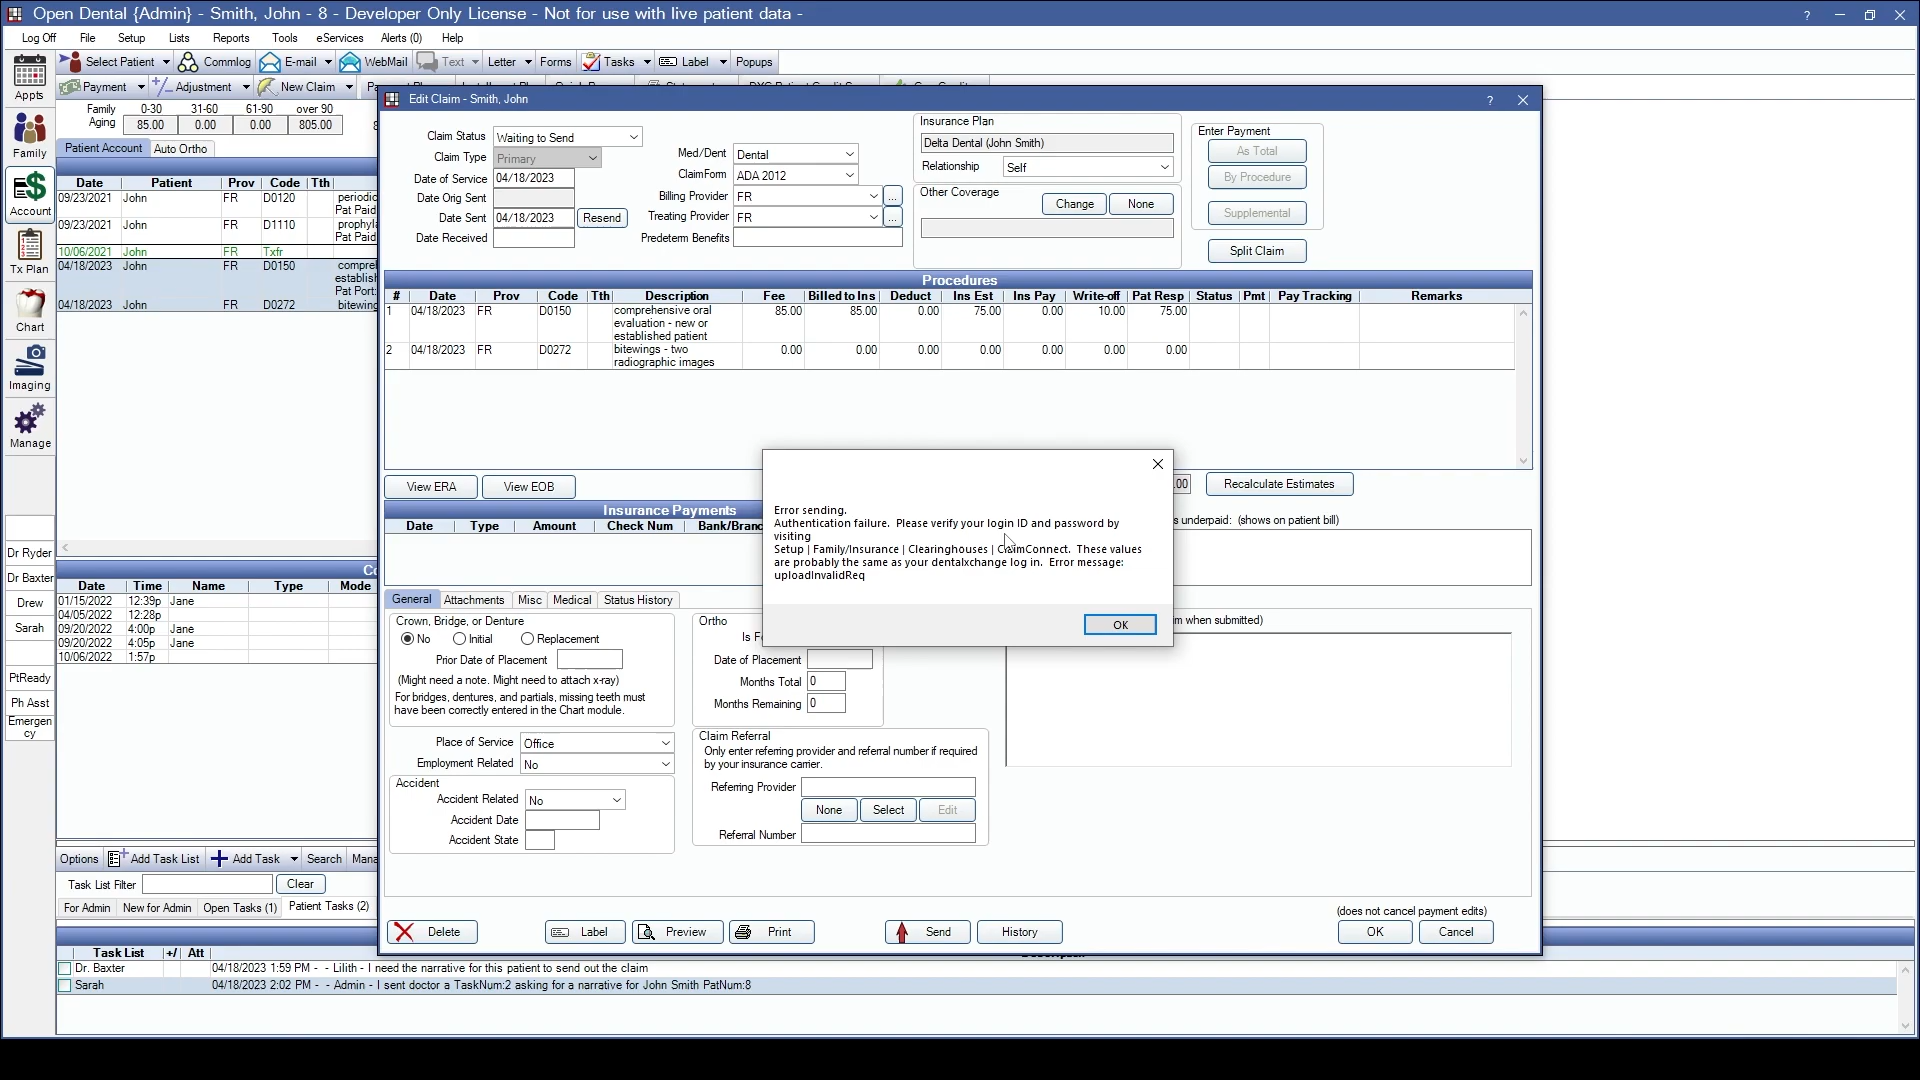 Open Dental {Admin} - Smith, John - 8 - Developer Only License - Not for use with live patient data -
Log Off File Setup Lists Reports Tools eServices Alerts (0) Help
Select Patient Commlog E-mail WebMail Text Letter Forms Tasks Label Popups
Payment Adjustment New Claim
Appts
Family
Account
Tx Plan
Chart
Imaging
Manage
Family Aging
0-30 31-60 61-90 over 90
85.00 0.00 0.00 805.00
Patient Account Auto Ortho
Date Patient Prov Code Tth
09/23/2021 John FR D0120 periodic
Pat Paid
09/23/2021 John FR D1110 prophyla
Pat Paid
10/06/2021 John FR Txfr
04/18/2023 John FR D0150 compreh
establish
Pat Port:
04/18/2023 John FR D0272 bitewing
Dr Ryder
Dr Baxter
Drew
Sarah
PtReady
Ph Asst
Emergen
cy
Date Time Name Type Mode
01/15/2022 12:39p Jane
04/05/2022 12:28p
09/20/2022 4:00p Jane
09/20/2022 4:05p Jane
10/06/2022 1:57p
Options Add Task List Add Task Search Mana
Task List Filter Clear
For Admin New for Admin Open Tasks (1) Patient Tasks (2)
Task List +/ Att
Dr. Baxter 04/18/2023 1:59 PM - - Lilith - I need the narrative for this patient to send out the claim
Sarah 04/18/2023 2:02 PM - - Admin - I sent doctor a TaskNum:2 asking for a narrative for John Smith PatNum:8
Edit Claim - Smith, John
Claim Status Waiting to Send
Claim Type Primary
Date of Service 04/18/2023
Date Orig Sent
Date Sent 04/18/2023 Resend
Date Received
Med/Dent Dental
ClaimForm ADA 2012
Billing Provider FR ...
Treating Provider FR ...
Predeterm Benefits
Insurance Plan
Delta Dental (John Smith)
Relationship Self
Other Coverage Change None
Enter Payment
As Total
By Procedure
Supplemental
Split Claim
Procedures
# Date Prov Code Tth Description Fee Billed to Ins Deduct Ins Est Ins Pay Write-off Pat Resp Status Pmt Pay Tracking Remarks
1 04/18/2023 FR D0150 comprehensive oral 85.00 85.00 0.00 75.00 0.00 10.00 75.00
evaluation - new or
established patient
2 04/18/2023 FR D0272 bitewings - two 0.00 0.00 0.00 0.00 0.00 0.00 0.00
radiographic images
View ERA View EOB
.00 Recalculate Estimates
Insurance Payments
Date Type Amount Check Num Bank/Branc
s underpaid: (shows on patient bill)
Error sending.
Authentication failure. Please verify your login ID and password by
visiting
Setup | Family/Insurance | Clearinghouses | ClaimConnect. These values
are probably the same as your dentalxchange log in. Error message:
uploadInvalidReq
OK
General Attachments Misc Medical Status History
Crown, Bridge, or Denture
No Initial Replacement
Prior Date of Placement
(Might need a note. Might need to attach x-ray)
For bridges, dentures, and partials, missing teeth must
have been correctly entered in the Chart module.
Place of Service Office
Employment Related No
Accident
Accident Related No
Accident Date
Accident State
Ortho
Is Fo
Date of Placement
Months Total 0
Months Remaining 0
Claim Referral
Only enter referring provider and referral number if required
by your insurance carrier.
Referring Provider
None Select Edit
Referral Number
m when submitted)
Delete Label Preview Print Send History
(does not cancel payment edits)
OK Cancel